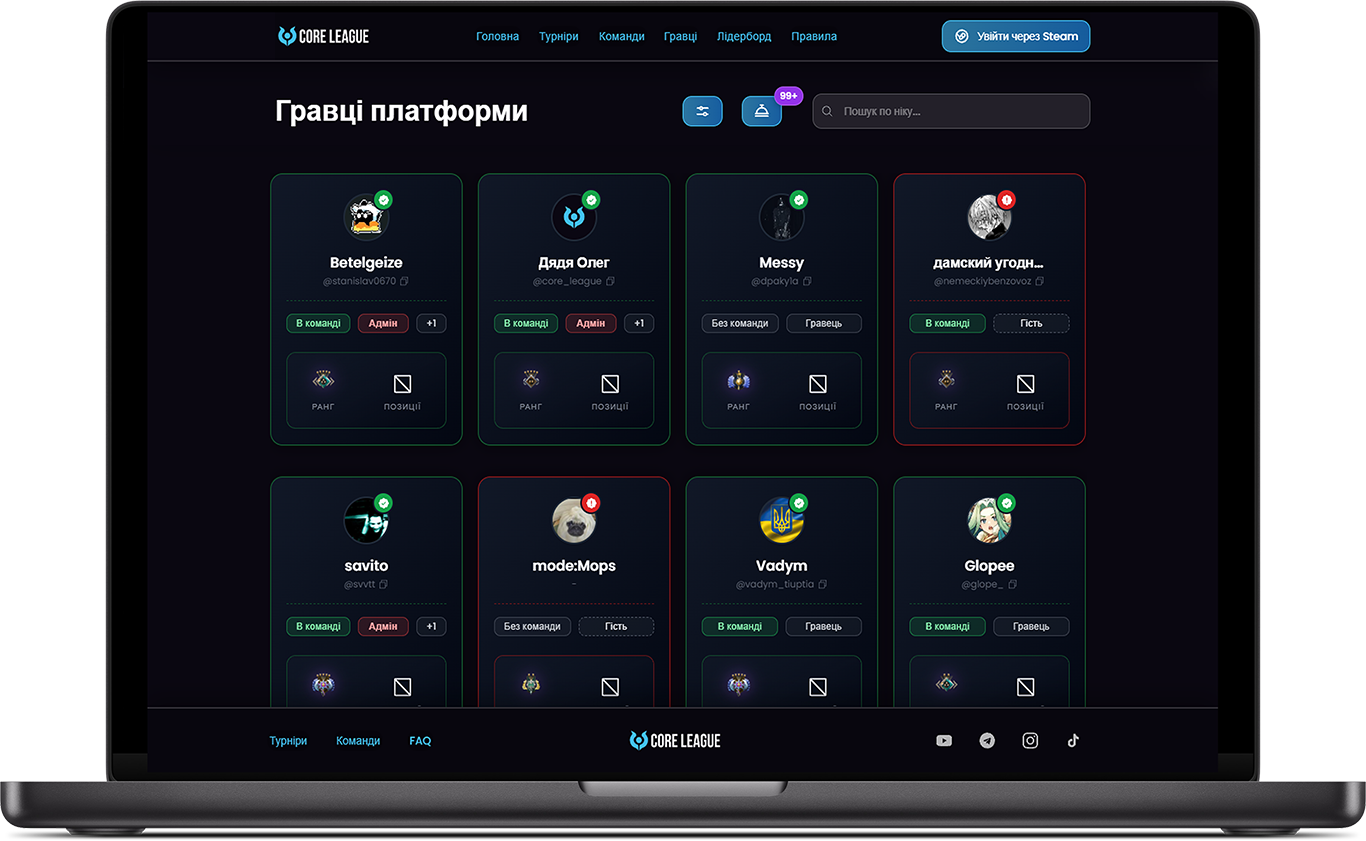 CORE LEAGUE
Головна Турніри Команди Гравці Лідерборд Правила
Увійти через Steam
Гравці платформи
99+
Пошук по ніку...
Betelgeize
@stanislav0670
В команді Адмін +1
РАНГ ПОЗИЦІЇ
Дядя Олег
@core_league
В команді Адмін +1
РАНГ ПОЗИЦІЇ
Messy
@dpaky1a
Без команди Гравець
РАНГ ПОЗИЦІЇ
дамский угодн...
@nemeckiybenzovoz
В команді Гість
РАНГ ПОЗИЦІЇ
savito
@svvtt
В команді Адмін +1
mode:Mops
-
Без команди Гість
Vadym
@vadym_tiuptia
В команді Гравець
Glopee
@glope_
В команді Гравець
Турніри Команди FAQ
CORE LEAGUE